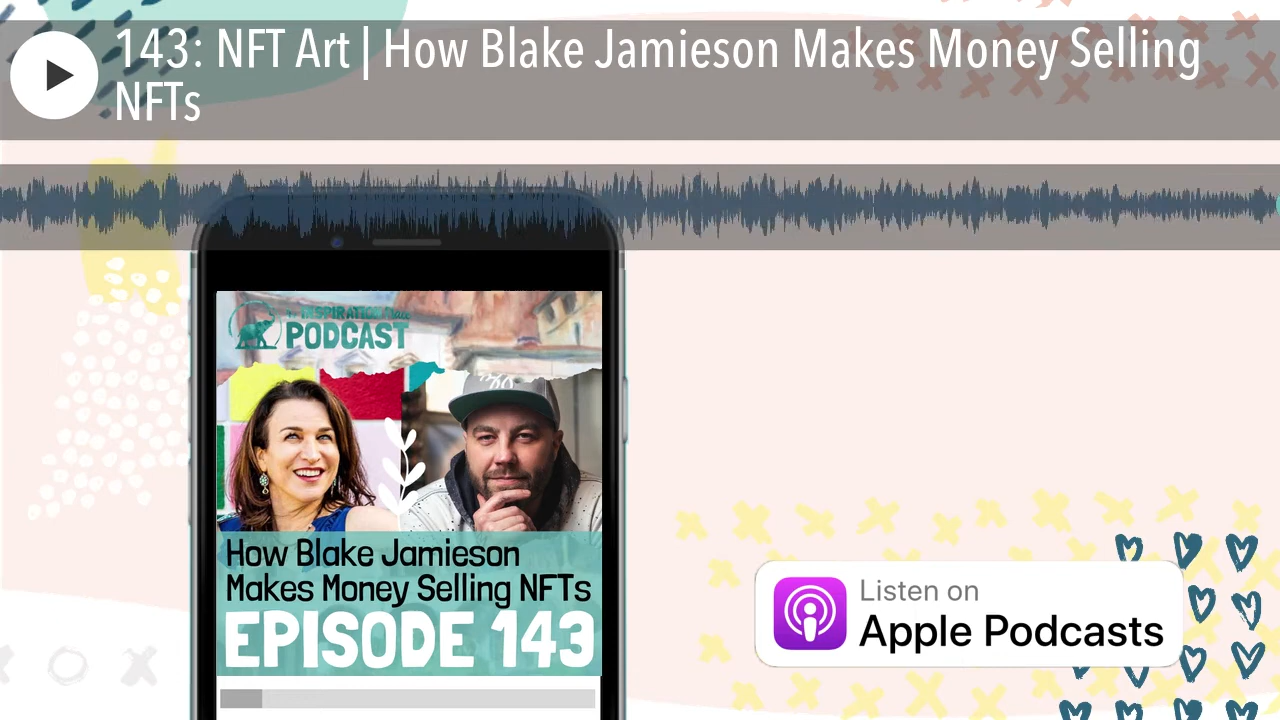 143: NFT Art | How Blake Jamieson Makes Money Selling
NFTs
INSPIRATION
PODCAST
How Blake Jamieson
Makes Money Selling NFTs
EPISODE 143
Listen on
Apple Podcasts